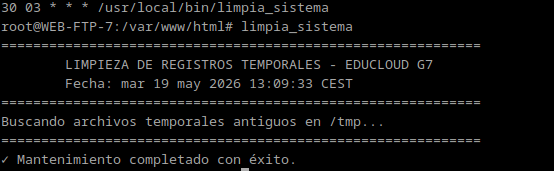 30 03 * * * /usr/local/bin/limpia_sistema
root@WEB-FTP-7:/var/www/html# limpia_sistema
============================================================
LIMPIEZA DE REGISTROS TEMPORALES - EDUCLOUD G7
Fecha: mar 19 may 2026 13:09:33 CEST
============================================================
Buscando archivos temporales antiguos en /tmp...
============================================================
✓ Mantenimiento completado con éxito.